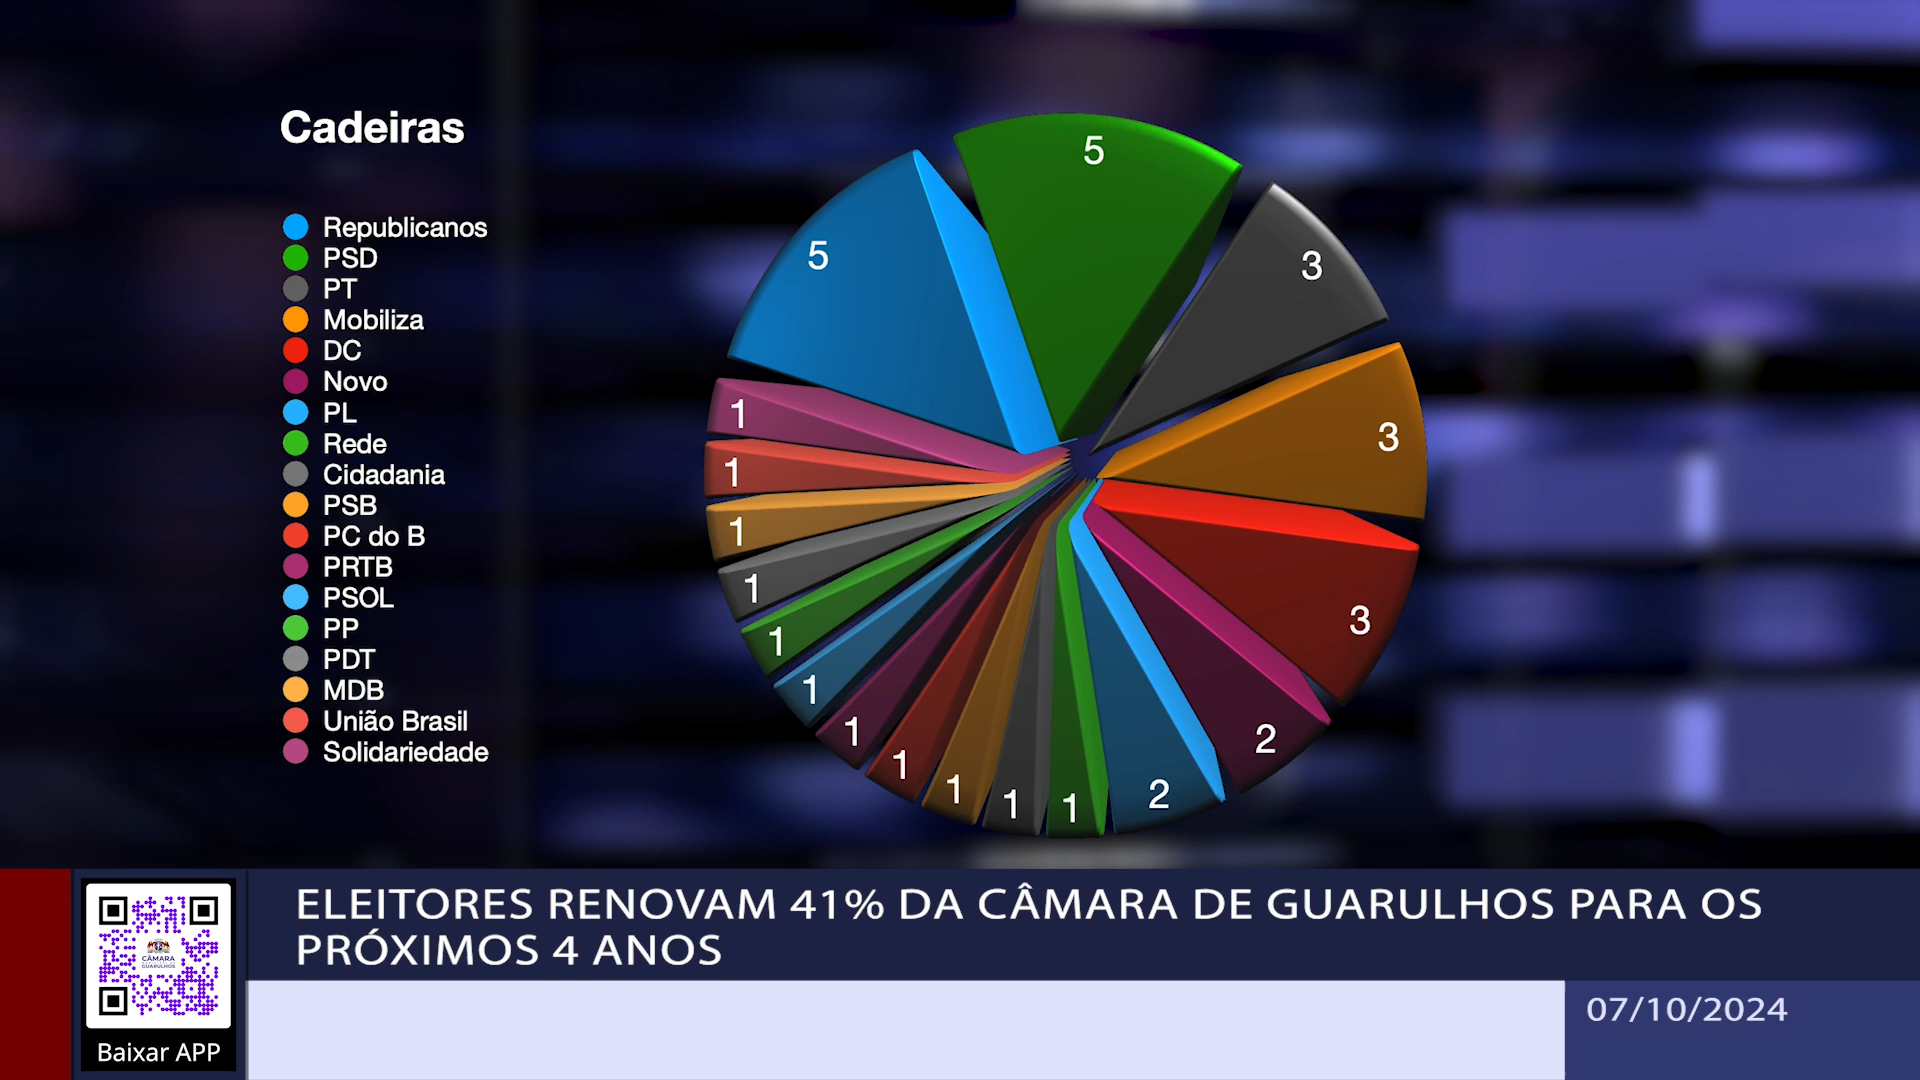 Cadeiras
Republicanos
PSD
PT
Mobiliza
DC
Novo
PL
Rede
Cidadania
PSB
PC do B
PRTB
PSOL
PP
PDT
MDB
União Brasil
Solidariedade
5
5
3
3
3
2
2
1
1
1
1
1
1
1
1
1
1
1
ELEITORES RENOVAM 41% DA CÂMARA DE GUARULHOS PARA OS
PRÓXIMOS 4 ANOS
07/10/2024
CÂMARA
GUARULHOS
Baixar APP